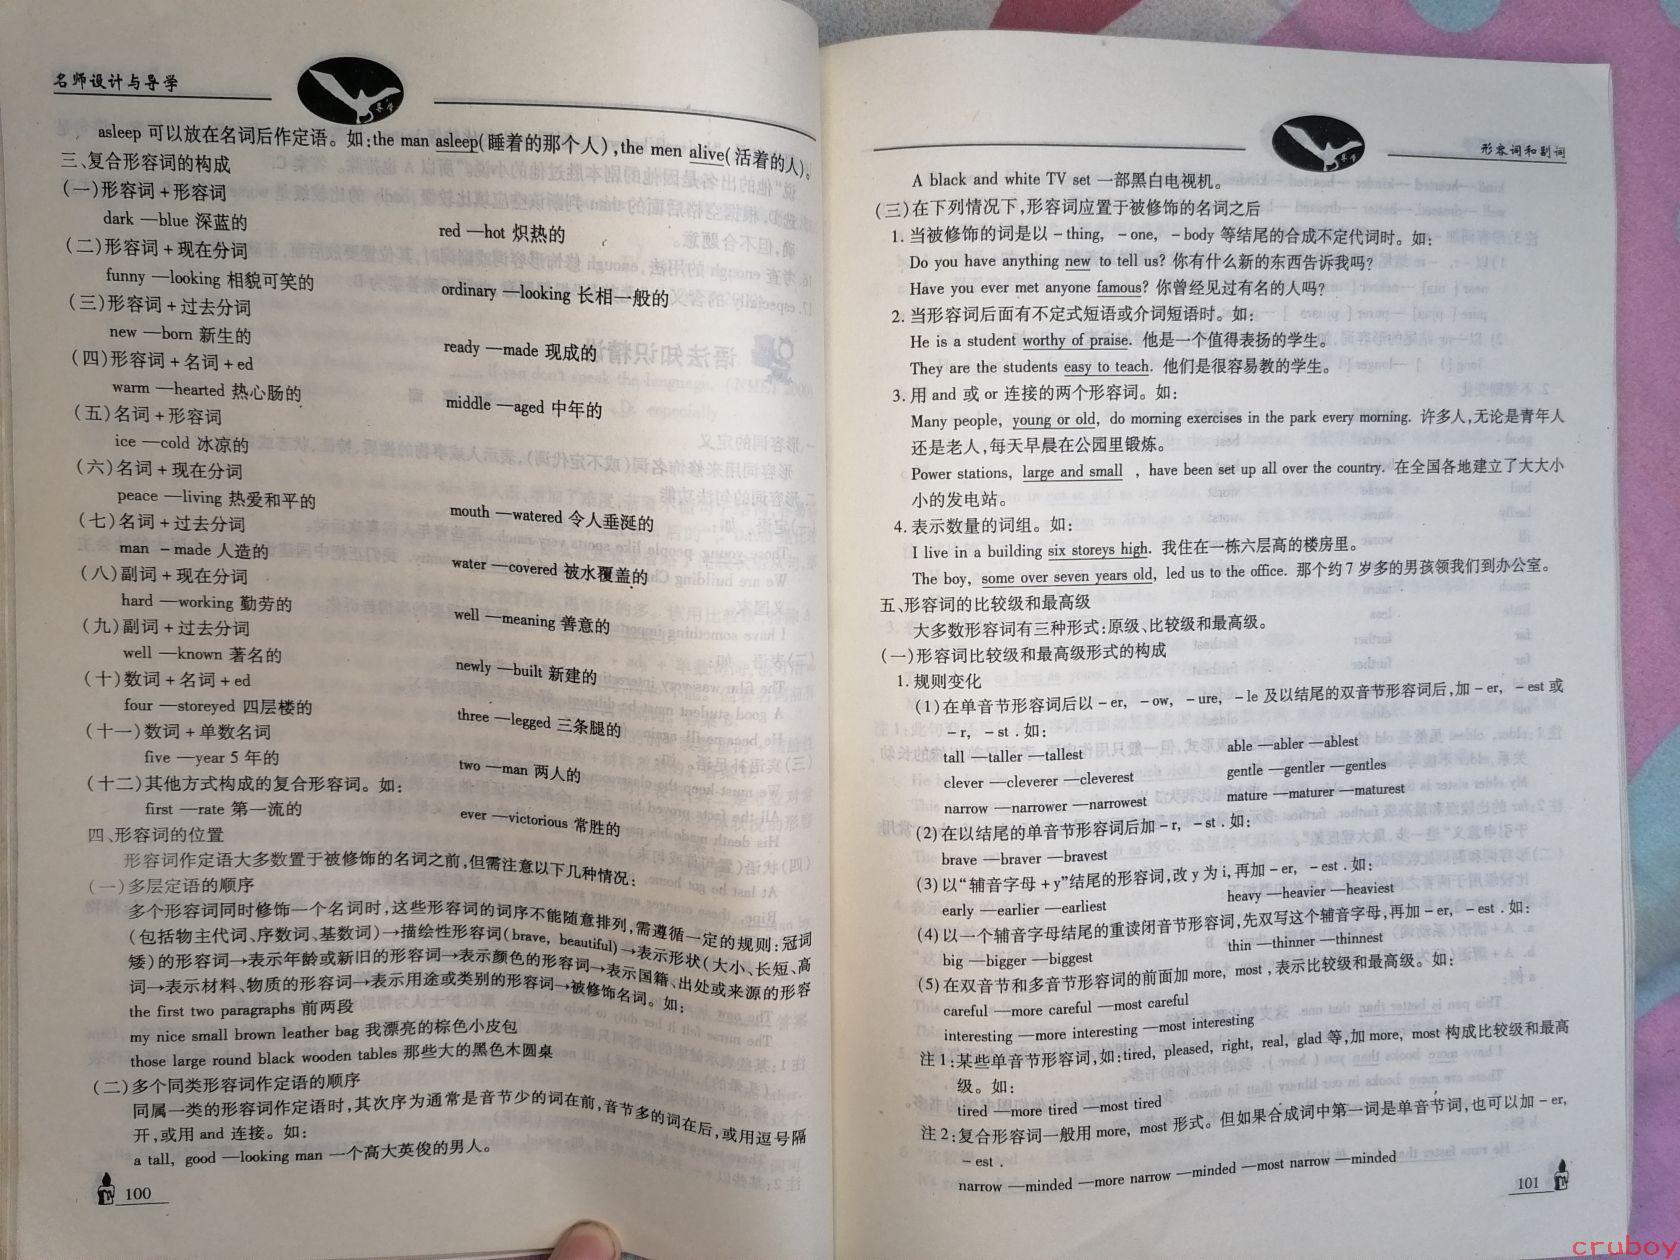 名师设计与导学
asleep 可以放在名词后作定语。如:the man asleep(睡着的那个人),the men alive(活着的人)。
三、复合形容词的构成
(一)形容词+形容词
dark —blue 深蓝的 red —hot 炽热的
(二)形容词+现在分词
funny —looking 相貌可笑的 ordinary —looking 长相一般的
(三)形容词+过去分词
new —born 新生的 ready —made 现成的
(四)形容词+名词+ed
warm —hearted 热心肠的 middle —aged 中年的
(五)名词+形容词
ice —cold 冰凉的
(六)名词+现在分词
peace —living 热爱和平的 mouth —watered 令人垂涎的
(七)名词+过去分词
man －made 人造的 water —covered 被水覆盖的
(八)副词+现在分词
hard —working 勤劳的 well —meaning 善意的
(九)副词+过去分词
well —known 著名的 newly —built 新建的
(十)数词+名词+ed
four —storeyed 四层楼的 three —legged 三条腿的
(十一)数词+单数名词
five —year 5 年的 two —man 两人的
(十二)其他方式构成的复合形容词。如:
first —rate 第一流的 ever —victorious 常胜的
四、形容词的位置
形容词作定语大多数置于被修饰的名词之前,但需注意以下几种情况:
(一)多层定语的顺序
多个形容词同时修饰一个名词时,这些形容词的词序不能随意排列,需遵循一定的规则:冠词
(包括物主代词、序数词、基数词)→描绘性形容词(brave, beautiful)→表示形状(大小、长短、高
矮)的形容词→表示年龄或新旧的形容词→表示颜色的形容词→表示国籍、出处或来源的形容
词→表示材料、物质的形容词→表示用途或类别的形容词→被修饰名词。如:
the first two paragraphs 前两段
my nice small brown leather bag 我漂亮的棕色小皮包
those large round black wooden tables 那些大的黑色木圆桌
(二)多个同类形容词作定语的顺序
同属一类的形容词作定语时,其次序为通常是音节少的词在前,音节多的词在后,或用逗号隔
开,或用 and 连接。如:
a tall, good —looking man 一个高大英俊的男人。
100
形容词和副词
A black and white TV set 一部黑白电视机。
(三)在下列情况下,形容词应置于被修饰的名词之后
1. 当被修饰的词是以－thing, －one, －body 等结尾的合成不定代词时。如:
Do you have anything new to tell us? 你有什么新的东西告诉我吗?
Have you ever met anyone famous? 你曾经见过有名的人吗?
2. 当形容词后面有不定式短语或介词短语时。如:
He is a student worthy of praise. 他是一个值得表扬的学生。
They are the students easy to teach. 他们是很容易教的学生。
3. 用 and 或 or 连接的两个形容词。如:
Many people, young or old, do morning exercises in the park every morning. 许多人,无论是青年人
还是老人,每天早晨在公园里锻炼。
Power stations, large and small , have been set up all over the country. 在全国各地建立了大大小
小的发电站。
4. 表示数量的词组。如:
I live in a building six storeys high. 我住在一栋六层高的楼房里。
The boy, some over seven years old, led us to the office. 那个约 7 岁多的男孩领我们到办公室。
五、形容词的比较级和最高级
大多数形容词有三种形式:原级、比较级和最高级。
(一)形容词比较级和最高级形式的构成
1. 规则变化
(1)在单音节形容词后以－er, －ow, －ure, －le 及以结尾的双音节形容词后,加－er, －est 或
－r, －st . 如:
tall —taller —tallest able —abler —ablest
clever —cleverer —cleverest gentle —gentler —gentles
narrow —narrower —narrowest mature —maturer —maturest
(2)在以结尾的单音节形容词后加－r, －st . 如:
brave —braver —bravest
(3)以“辅音字母+y”结尾的形容词,改 y 为 i,再加－er, －est . 如:
early —earlier —earliest heavy —heavier —heaviest
(4)以一个辅音字母结尾的重读闭音节形容词,先双写这个辅音字母,再加－er, －est . 如:
big —bigger —biggest thin —thinner —thinnest
(5)在双音节和多音节形容词的前面加 more, most ,表示比较级和最高级。如:
careful —more careful —most careful
interesting —more interesting —most interesting
注 1:某些单音节形容词,如:tired, pleased, right, real, glad 等,加 more, most 构成比较级和最高
级。如:
tired —more tired —most tired
注 2:复合形容词一般用 more, most 形式。但如果合成词中第一词是单音节词,也可以加－er,
－est .
narrow —minded —more narrow —minded —most narrow —minded
101
cruboy